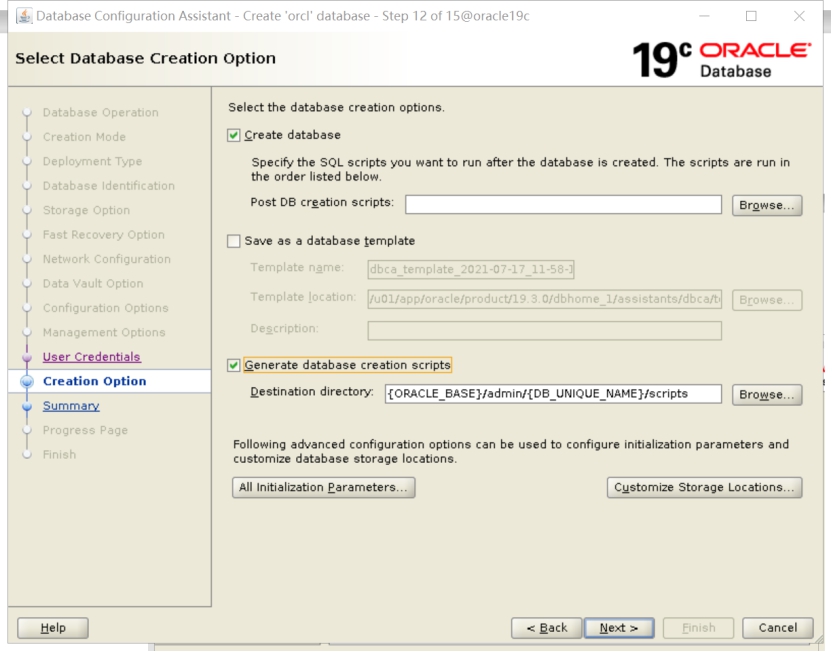 Database Configuration Assistant - Create 'orcl' database - Step 12 of 15@oracle19c
Select Database Creation Option
19c ORACLE
Database
Database Operation
Creation Mode
Deployment Type
Database Identification
Storage Option
Fast Recovery Option
Network Configuration
Data Vault Option
Configuration Options
Management Options
User Credentials
Creation Option
Summary
Progress Page
Finish
Select the database creation options.
Create database
Specify the SQL scripts you want to run after the database is created. The scripts are run in
the order listed below.
Post DB creation scripts:
Browse...
Save as a database template
Template name: dbca_template_2021-07-17_11-58-
Template location: /u01/app/oracle/product/19.3.0/dbhome_1/assistants/dbca/t
Browse...
Description:
Generate database creation scripts
Destination directory: {ORACLE_BASE}/admin/{DB_UNIQUE_NAME}/scripts
Browse...
Following advanced configuration options can be used to configure initialization parameters and
customize database storage locations.
All Initialization Parameters...
Customize Storage Locations...
Help
< Back
Next >
Finish
Cancel